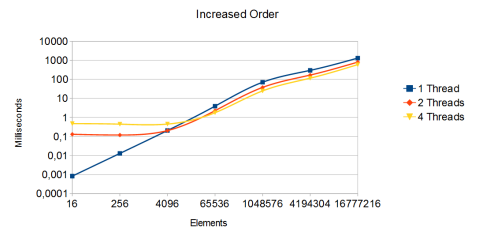 Increased Order
10000
1000
100
10
1
0,1
0,01
0,001
0,0001
Milliseconds
16 256 4096 65536 1048576 4194304 16777216
Elements
1 Thread
2 Threads
4 Threads